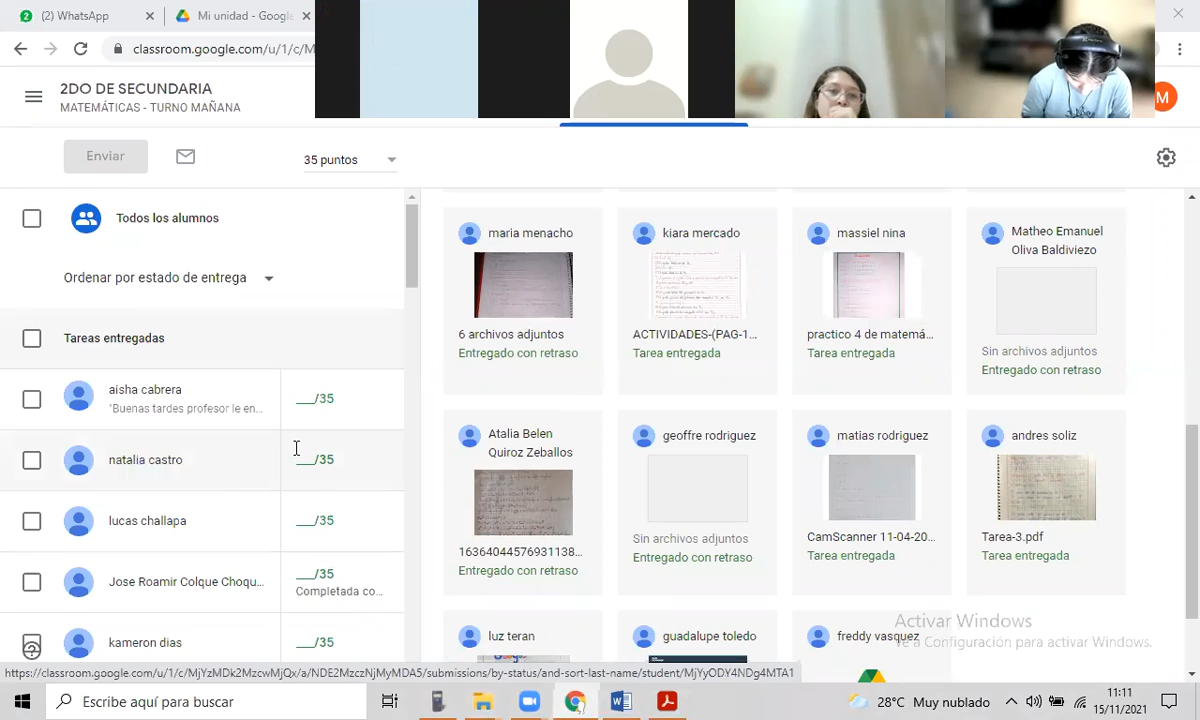 (2) WhatsApp
Mi unidad - Google
classroom.google.com/u/1/c/M
2DO DE SECUNDARIA
MATEMÁTICAS - TURNO MAÑANA
M
Enviar
35 puntos
Todos los alumnos
Ordenar por estado de entrega
Tareas entregadas
aisha cabrera
"Buenas tardes profesor le en...
__/35
natalia castro
__/35
lucas challapa
__/35
Jose Roamir Colque Choqu...
__/35
Completada co...
kameron dias
__/35
maria menacho
6 archivos adjuntos
Entregado con retraso
kiara mercado
ACTIVIDADES-(PAG-1...
Tarea entregada
massiel nina
practico 4 de matemá...
Tarea entregada
Matheo Emanuel
Oliva Baldiviezo
Sin archivos adjuntos
Entregado con retraso
Atalia Belen
Quiroz Zeballos
16364044576931138...
Entregado con retraso
geoffre rodriguez
Sin archivos adjuntos
Entregado con retraso
matias rodriguez
CamScanner 11-04-20...
Tarea entregada
andres soliz
Tarea-3.pdf
Tarea entregada
luz teran
guadalupe toledo
freddy vasquez
Activar Windows
Ve a Configuración para activar Windows.
https://classroom.google.com/u/1/c/MjYzMDk2MzcwMjQx/a/NDE2MzczNjMyMDA5/submissions/by-status/and-sort-last-name/student/MjYyODY4NDg4MTA1
Escribe aquí para buscar
28°C Muy nublado
11:11
15/11/2021